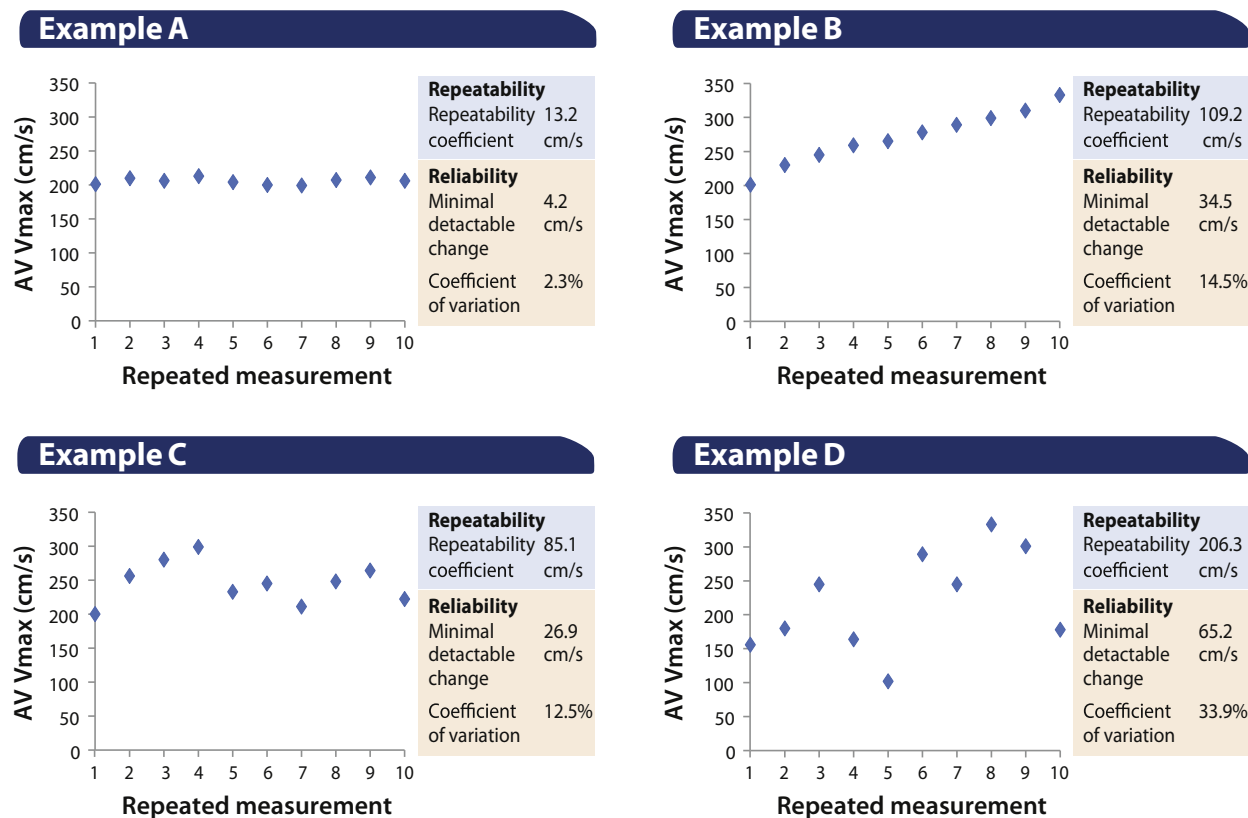 Example A
AV Vmax (cm/s)
350
300
250
200
150
100
50
0
1 2 3 4 5 6 7 8 9 10
Repeated measurement
Repeatability
Repeatability 13.2
coefficient cm/s
Reliability
Minimal 4.2
detactable cm/s
change
Coefficient 2.3%
of variation
Example B
AV Vmax (cm/s)
350
300
250
200
150
100
50
0
1 2 3 4 5 6 7 8 9 10
Repeated measurement
Repeatability
Repeatability 109.2
coefficient cm/s
Reliability
Minimal 34.5
detactable cm/s
change
Coefficient 14.5%
of variation
Example C
AV Vmax (cm/s)
350
300
250
200
150
100
50
0
1 2 3 4 5 6 7 8 9 10
Repeated measurement
Repeatability
Repeatability 85.1
coefficient cm/s
Reliability
Minimal 26.9
detactable cm/s
change
Coefficient 12.5%
of variation
Example D
AV Vmax (cm/s)
350
300
250
200
150
100
50
0
1 2 3 4 5 6 7 8 9 10
Repeated measurement
Repeatability
Repeatability 206.3
coefficient cm/s
Reliability
Minimal 65.2
detactable cm/s
change
Coefficient 33.9%
of variation